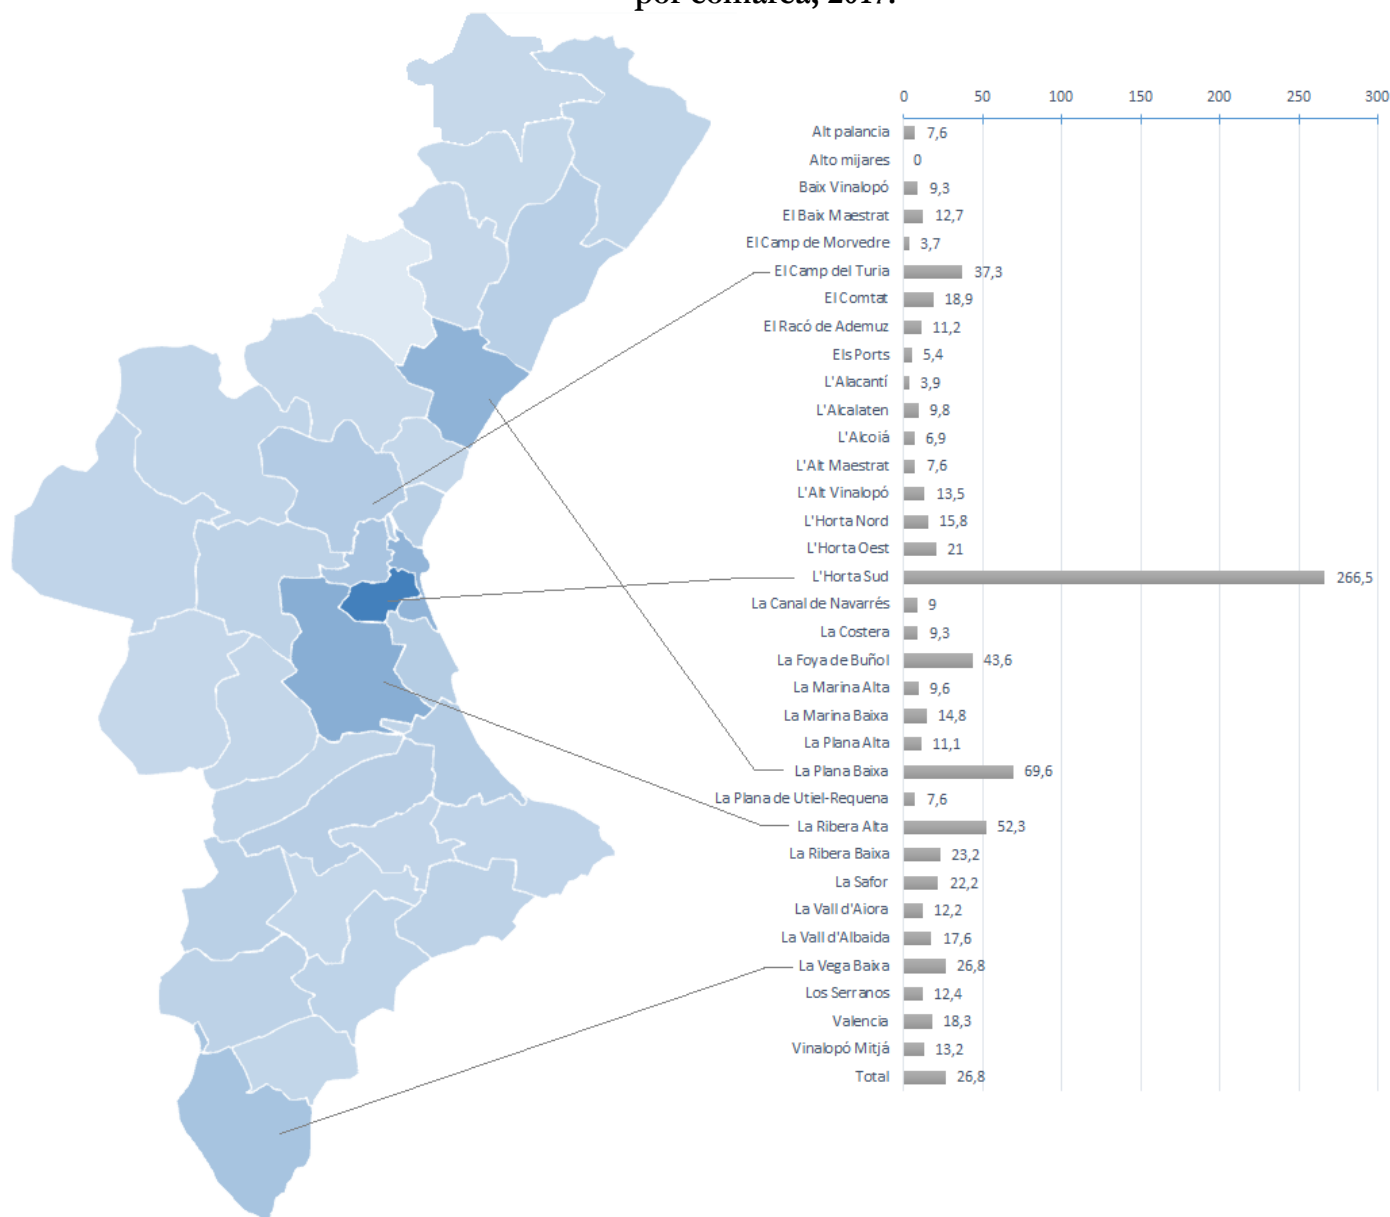 por comarca, 2017.
0 50 100 150 200 250 300
Alt palancia 7,6
Alto mijares 0
Baix Vinalopó 9,3
El Baix Maestrat 12,7
El Camp de Morvedre 3,7
El Camp del Turia 37,3
El Comtat 18,9
El Racó de Ademuz 11,2
Els Ports 5,4
L'Alacantí 3,9
L'Alcalaten 9,8
L'Alcoiá 6,9
L'Alt Maestrat 7,6
L'Alt Vinalopó 13,5
L'Horta Nord 15,8
L'Horta Oest 21
L'Horta Sud 266,5
La Canal de Navarrés 9
La Costera 9,3
La Foya de Buñol 43,6
La Marina Alta 9,6
La Marina Baixa 14,8
La Plana Alta 11,1
La Plana Baixa 69,6
La Plana de Utiel-Requena 7,6
La Ribera Alta 52,3
La Ribera Baixa 23,2
La Safor 22,2
La Vall d'Aiora 12,2
La Vall d'Albaida 17,6
La Vega Baixa 26,8
Los Serranos 12,4
Valencia 18,3
Vinalopó Mitjá 13,2
Total 26,8